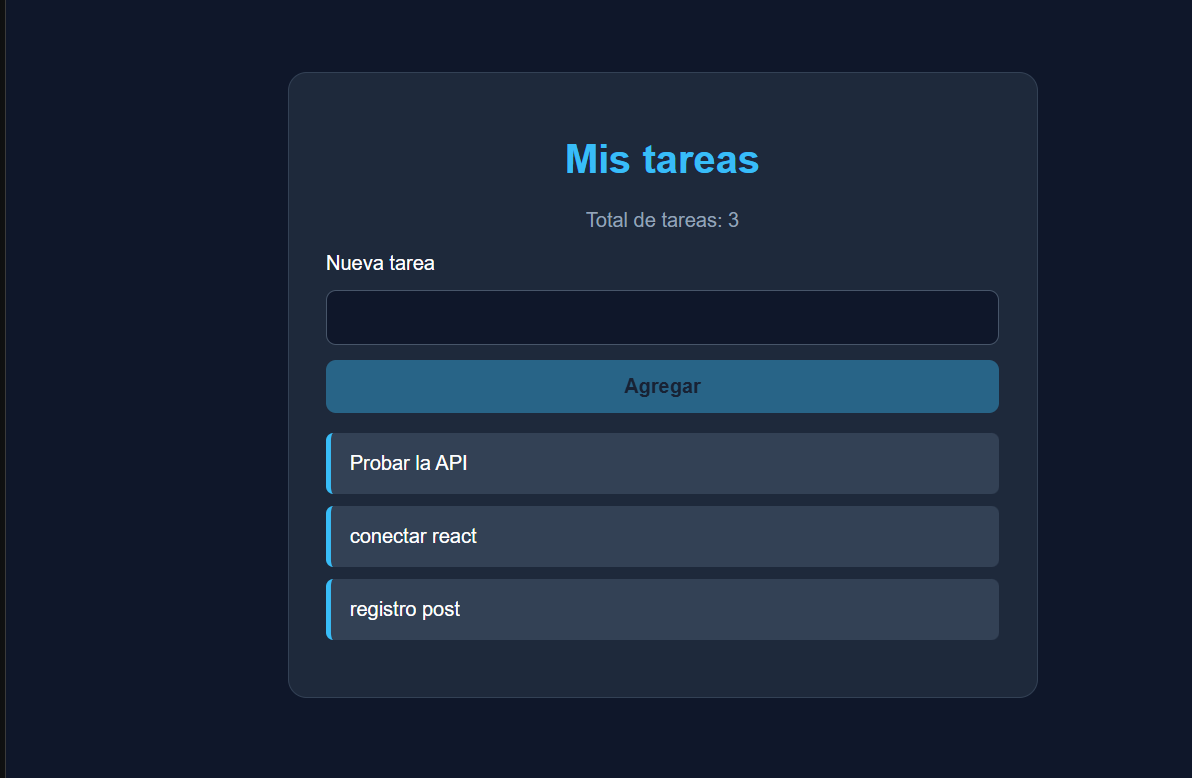 Mis tareas
Total de tareas: 3
Nueva tarea
Agregar
Probar la API
conectar react
registro post